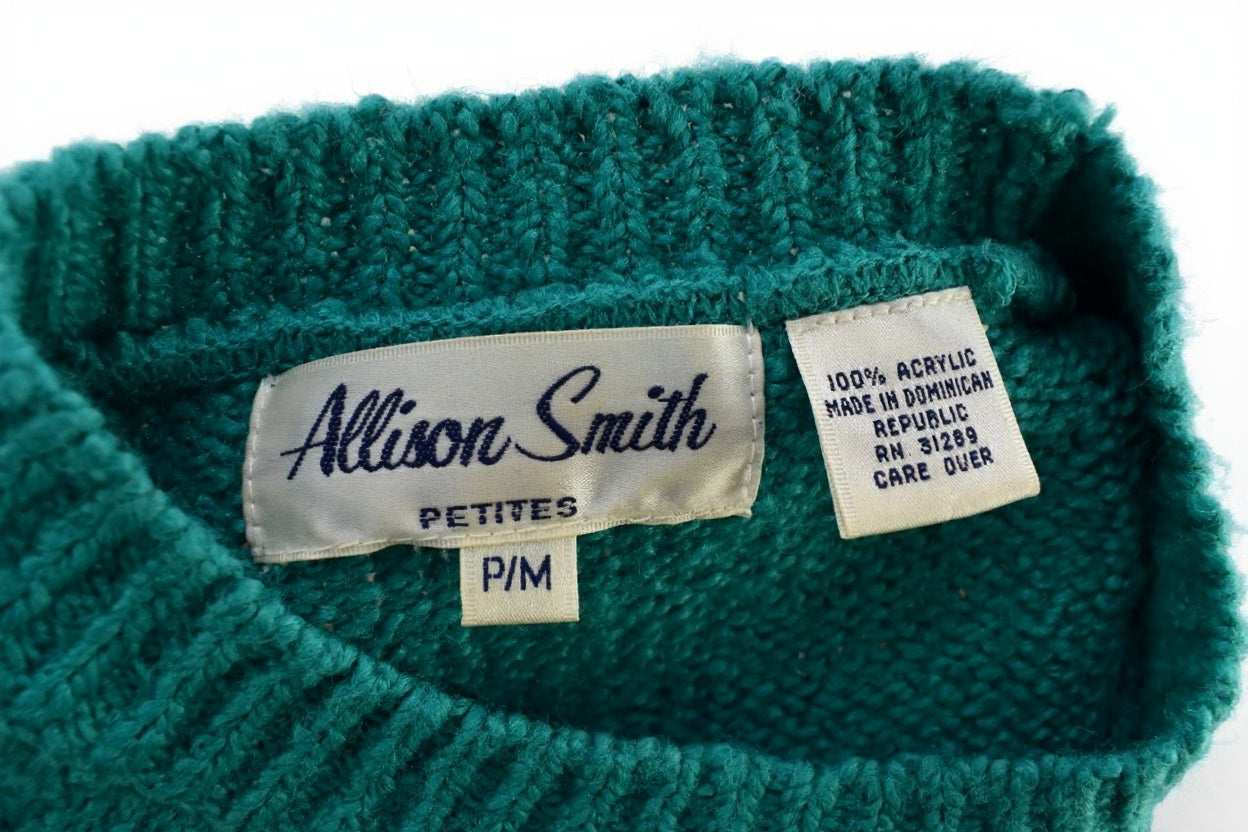 Allison Smith
PETITES
P/M
100% ACRYLIC
MADE IN DOMINICAN
REPUBLIC
RN. 31289
CARE OVER